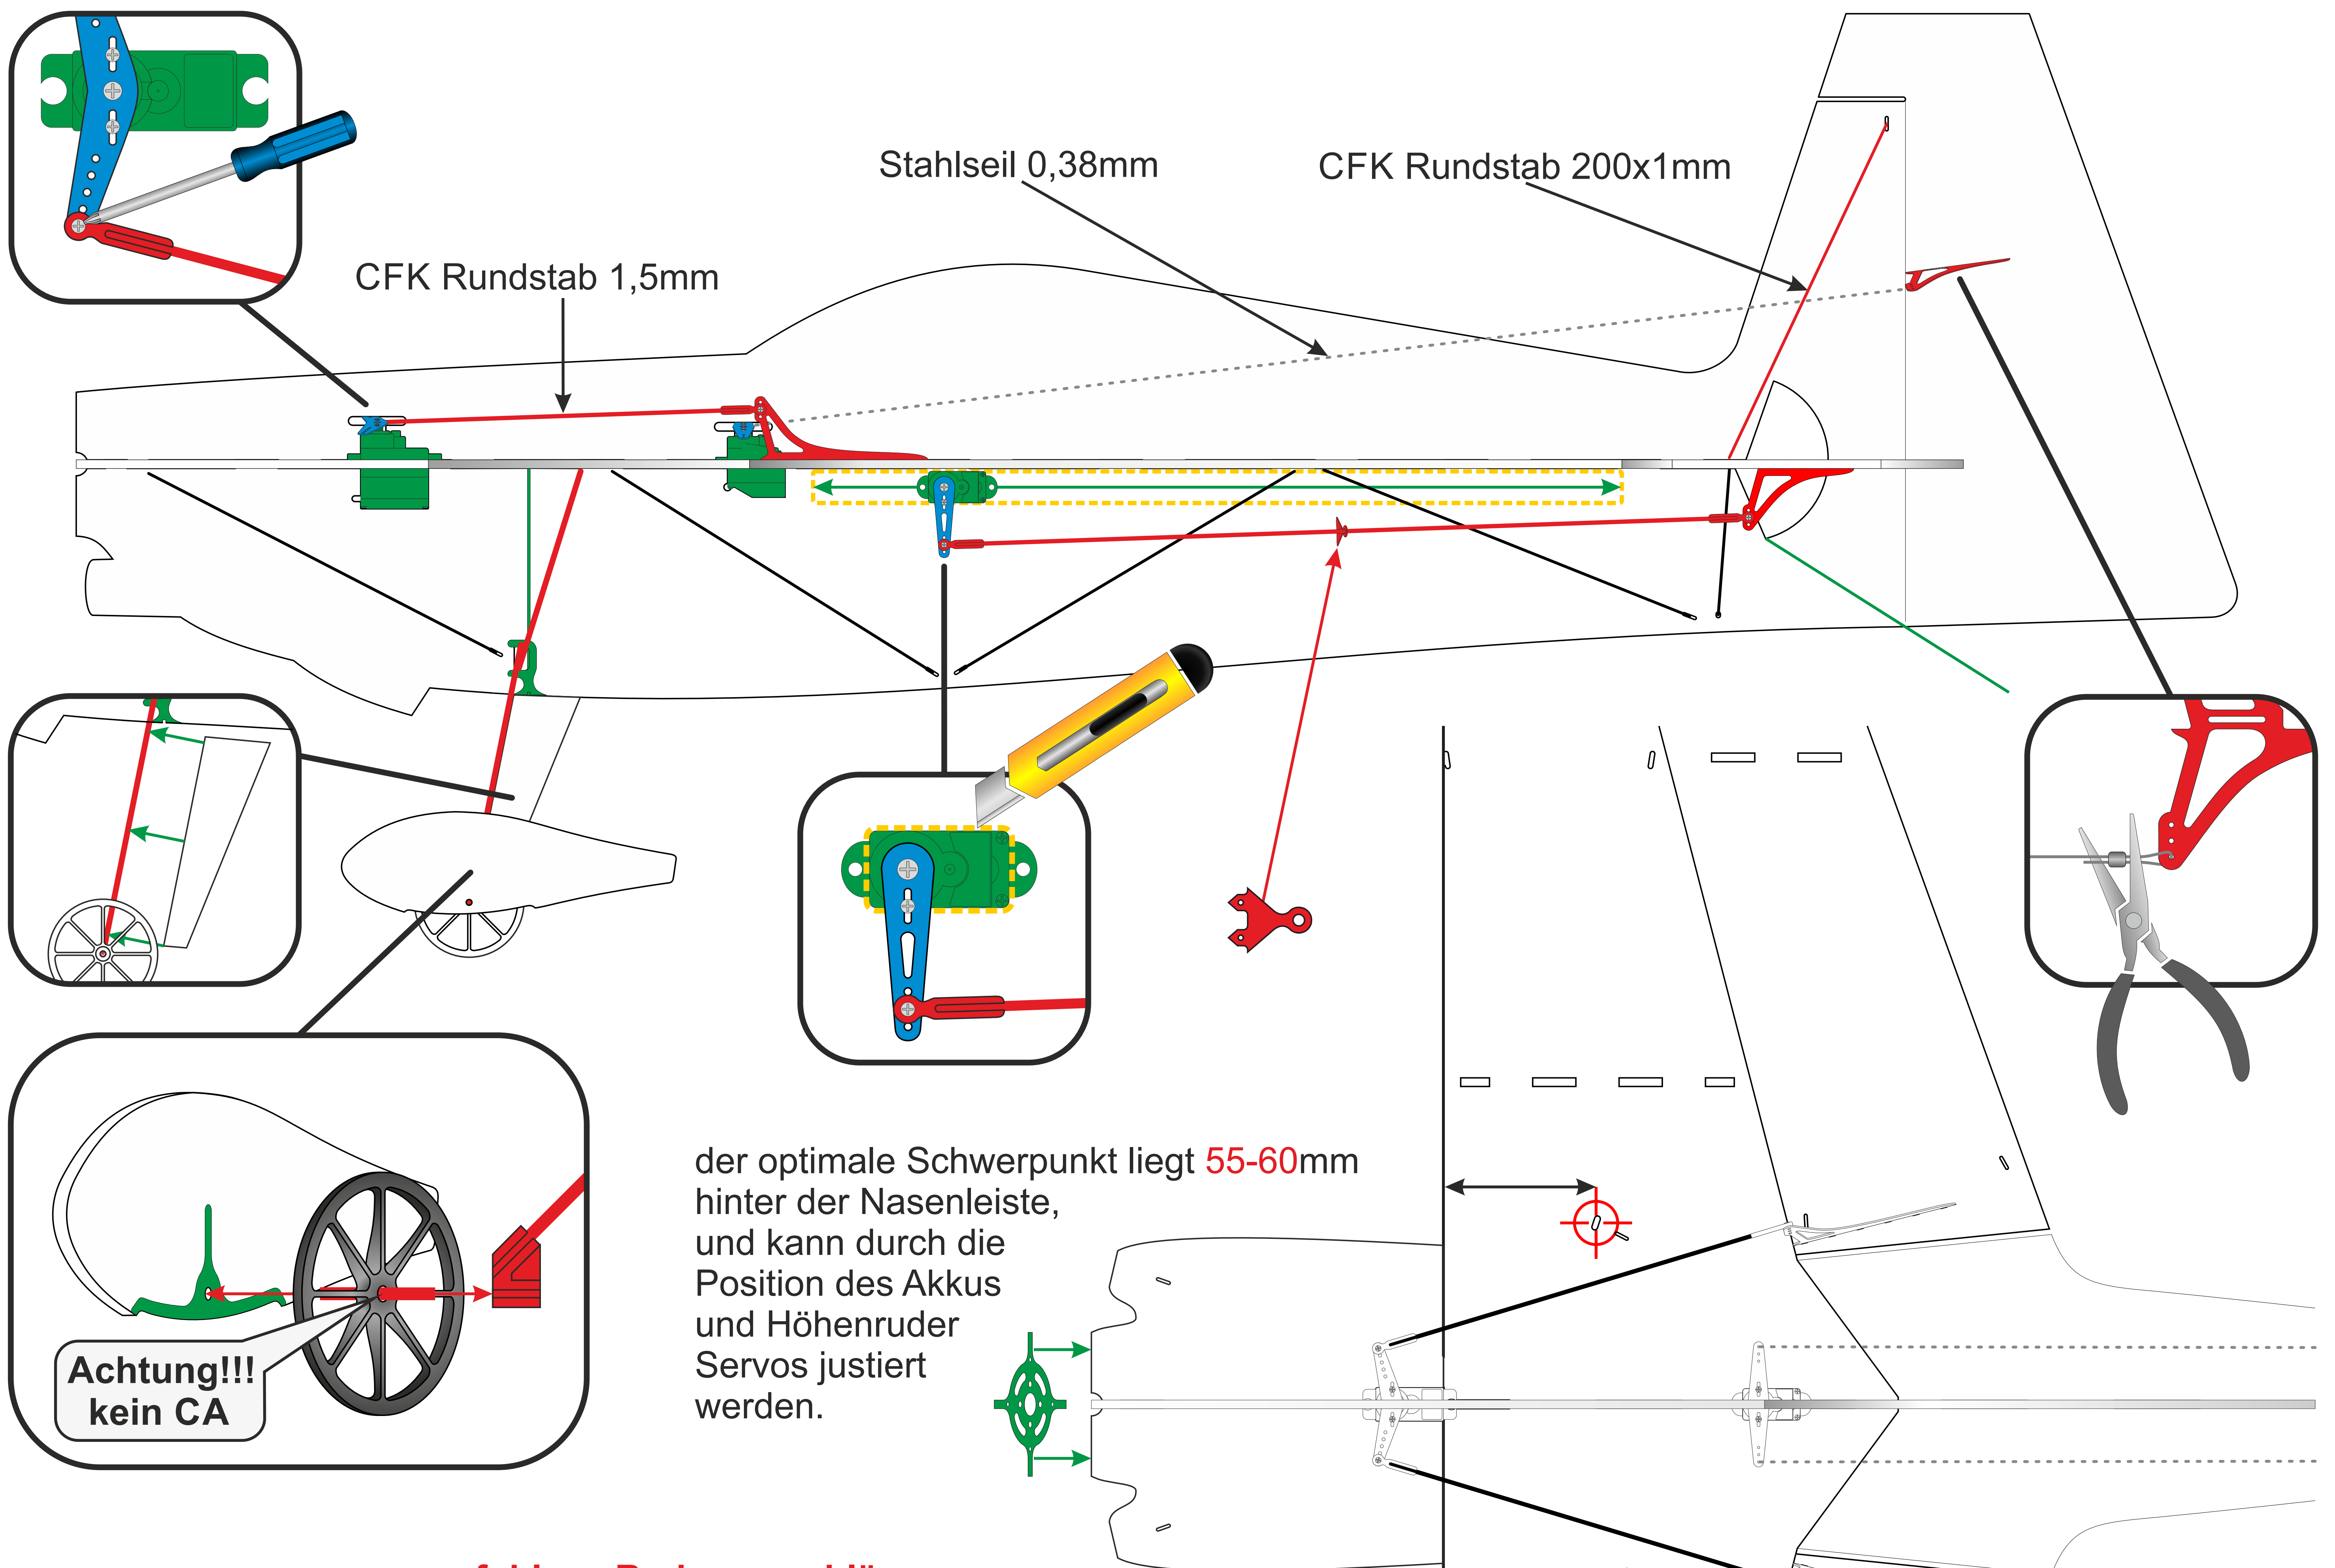 Stahlseil 0,38mm
CFK Rundstab 200x1mm
CFK Rundstab 1,5mm
der optimale Schwerpunkt liegt 55-60mm
hinter der Nasenleiste,
und kann durch die
Position des Akkus
und Höhenruder
Servos justiert
werden.
Achtung!!!
kein CA